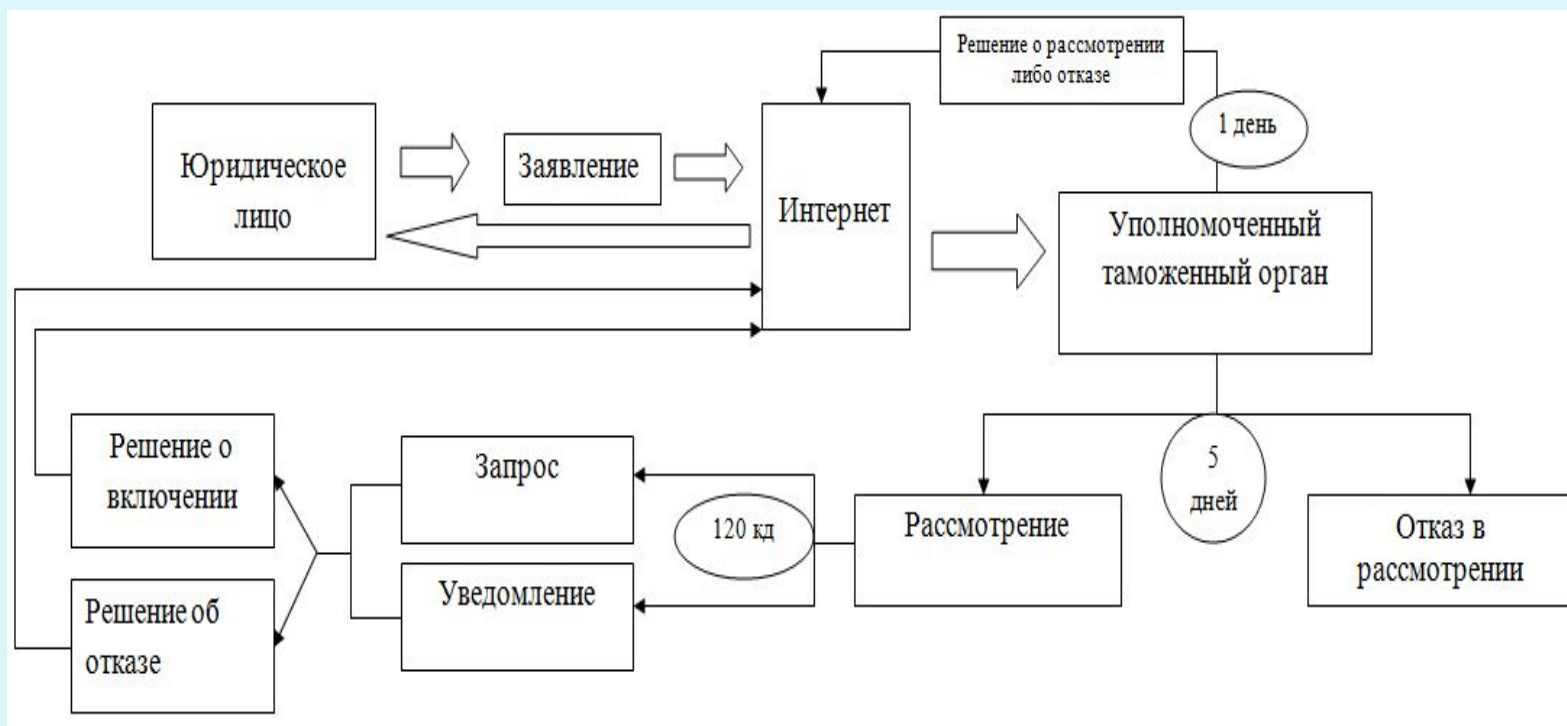 Решение о рассмотрении
либо отказе
1 день
Юридическое
лицо
Заявление
Интернет
Уполномоченный
таможенный орган
5
дней
Решение о
включении
Запрос
120 кд
Рассмотрение
Отказ в
рассмотрении
Уведомление
Решение об
отказе